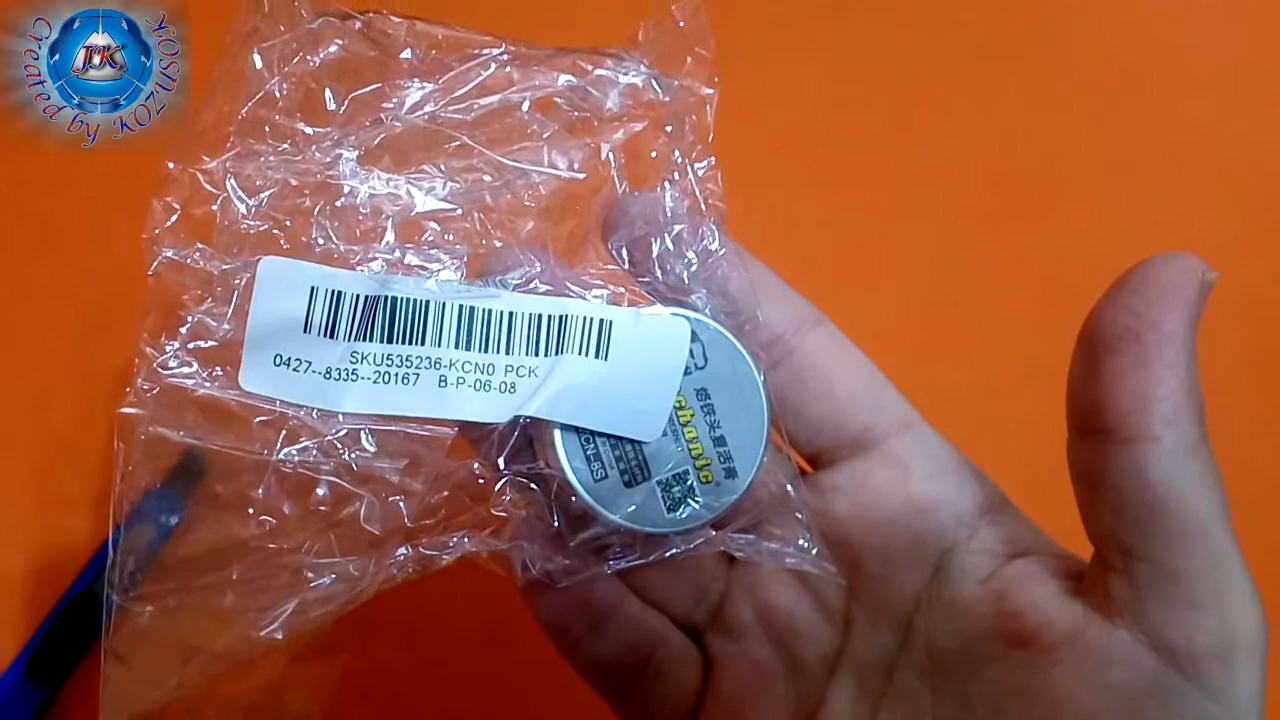 Created by KOZUSOK
JK
SKU535236-KCN0 PCK
0427--8335--20167 B-P-06-08
烙铁头复活膏
chanic
CN-8S